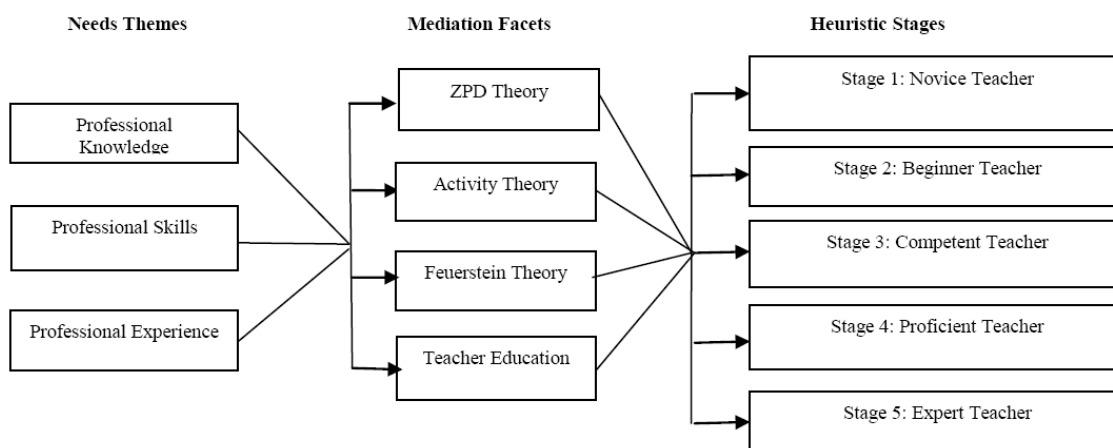 Needs Themes
Mediation Facets
Heuristic Stages
Professional
Knowledge
Professional Skills
Professional Experience
ZPD Theory
Activity Theory
Feuerstein Theory
Teacher Education
Stage 1: Novice Teacher
Stage 2: Beginner Teacher
Stage 3: Competent Teacher
Stage 4: Proficient Teacher
Stage 5: Expert Teacher